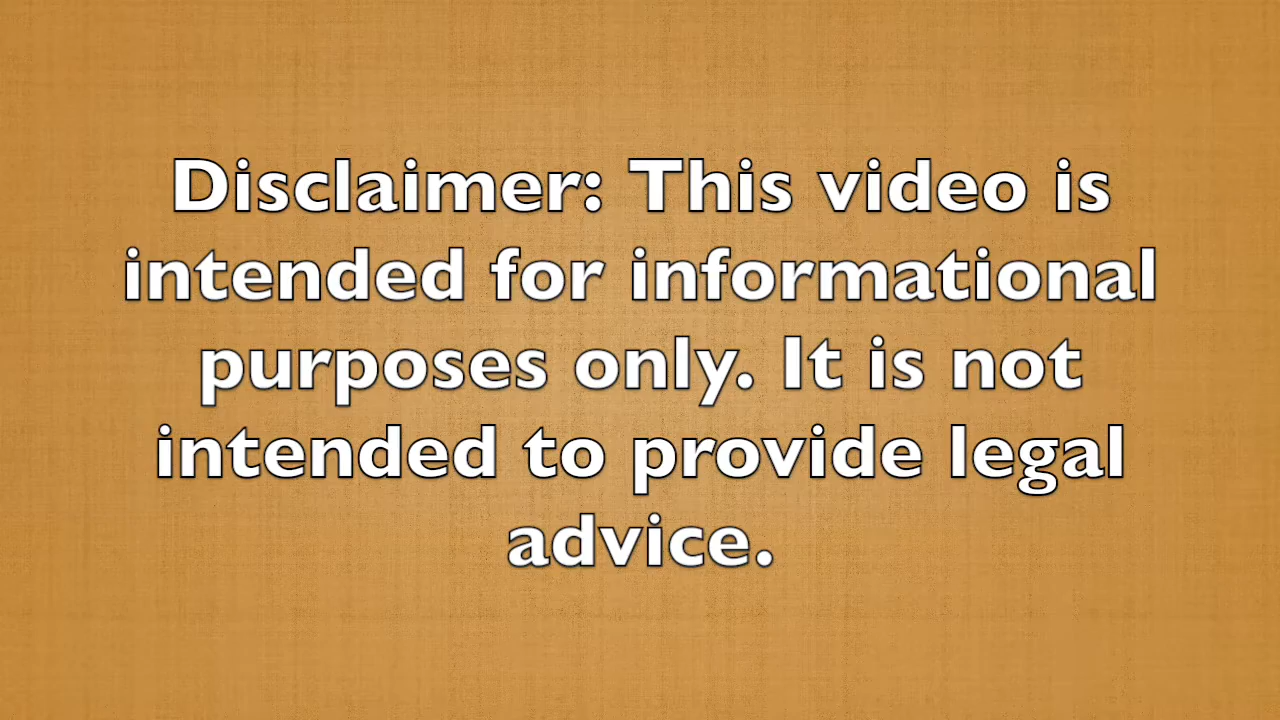 Disclaimer: This video is
intended for informational
purposes only. It is not
intended to provide legal
advice.